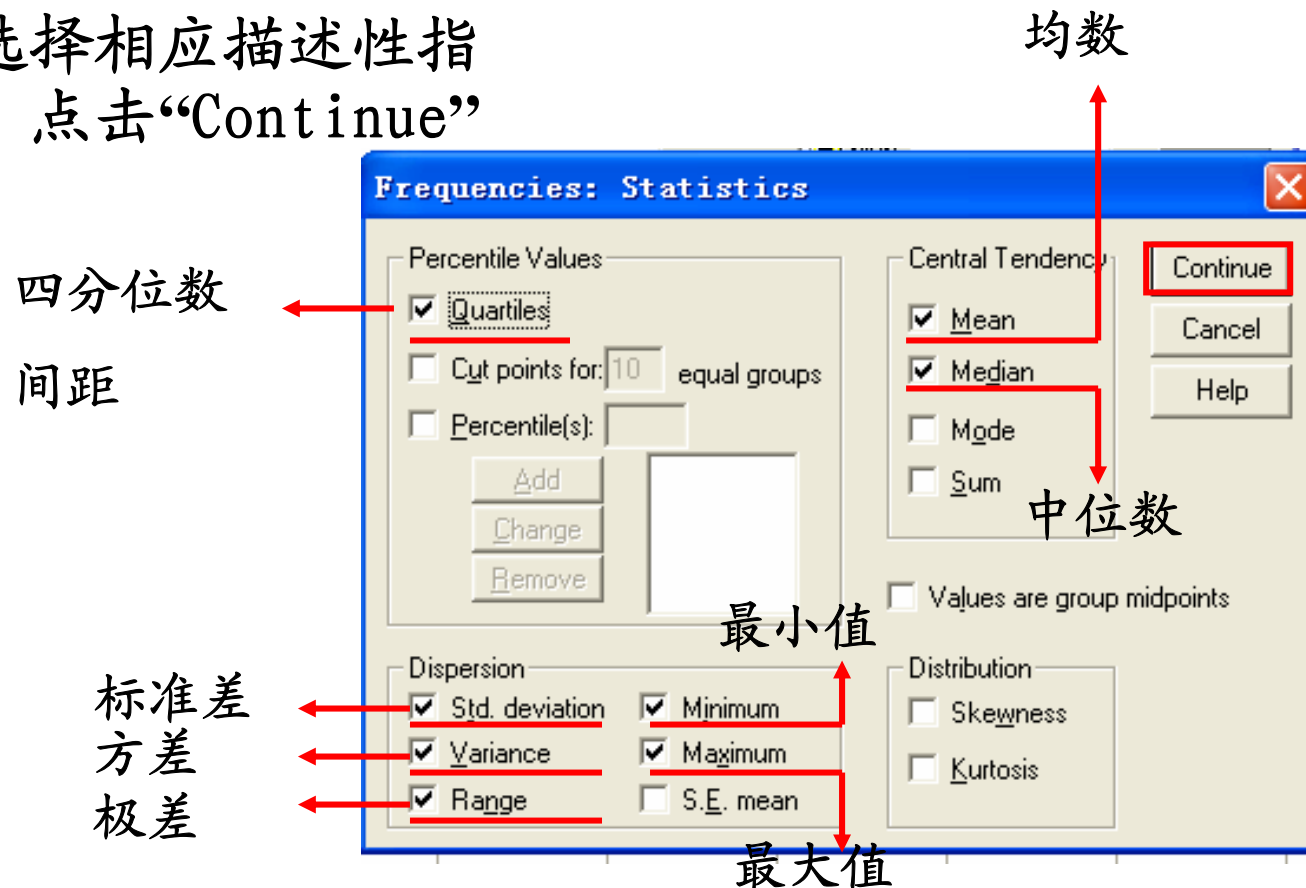 选择相应描述性指
点击“Continue”
均数
Frequencies: Statistics
四分位数
间距
Percentile Values
Quartiles
Cut points for: 10 equal groups
Percentile(s):
Add
Change
Remove
Central Tendency
Mean
Median
Mode
Sum
中位数
Continue
Cancel
Help
Values are group midpoints
最小值
标准差
方差
极差
Dispersion
Std. deviation
Minimum
Variance
Maximum
Range
S.E. mean
最大值
Distribution
Skewness
Kurtosis